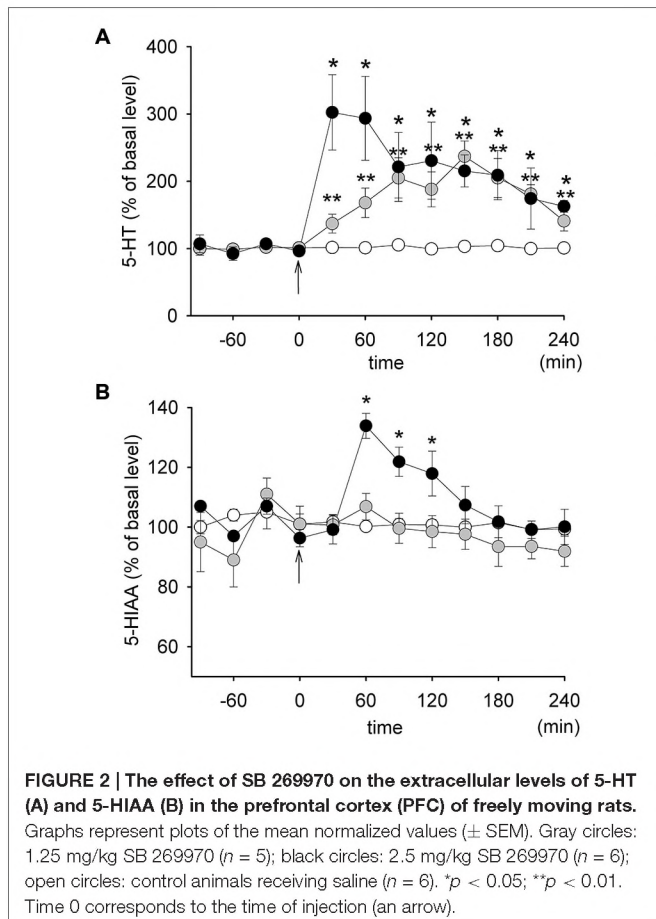 A
400
300
200
100
0
5-HT (% of basal level)
* * * * * * * *
** ** ** ** ** ** ** **
-60 0 60 120 180 240
time (min)
B
140
120
100
80
60
5-HIAA (% of basal level)
* * *
-60 0 60 120 180 240
time (min)
FIGURE 2 | The effect of SB 269970 on the extracellular levels of 5-HT
(A) and 5-HIAA (B) in the prefrontal cortex (PFC) of freely moving rats.
Graphs represent plots of the mean normalized values (± SEM). Gray circles:
1.25 mg/kg SB 269970 (n = 5); black circles: 2.5 mg/kg SB 269970 (n = 6);
open circles: control animals receiving saline (n = 6). *p < 0.05; **p < 0.01.
Time 0 corresponds to the time of injection (an arrow).